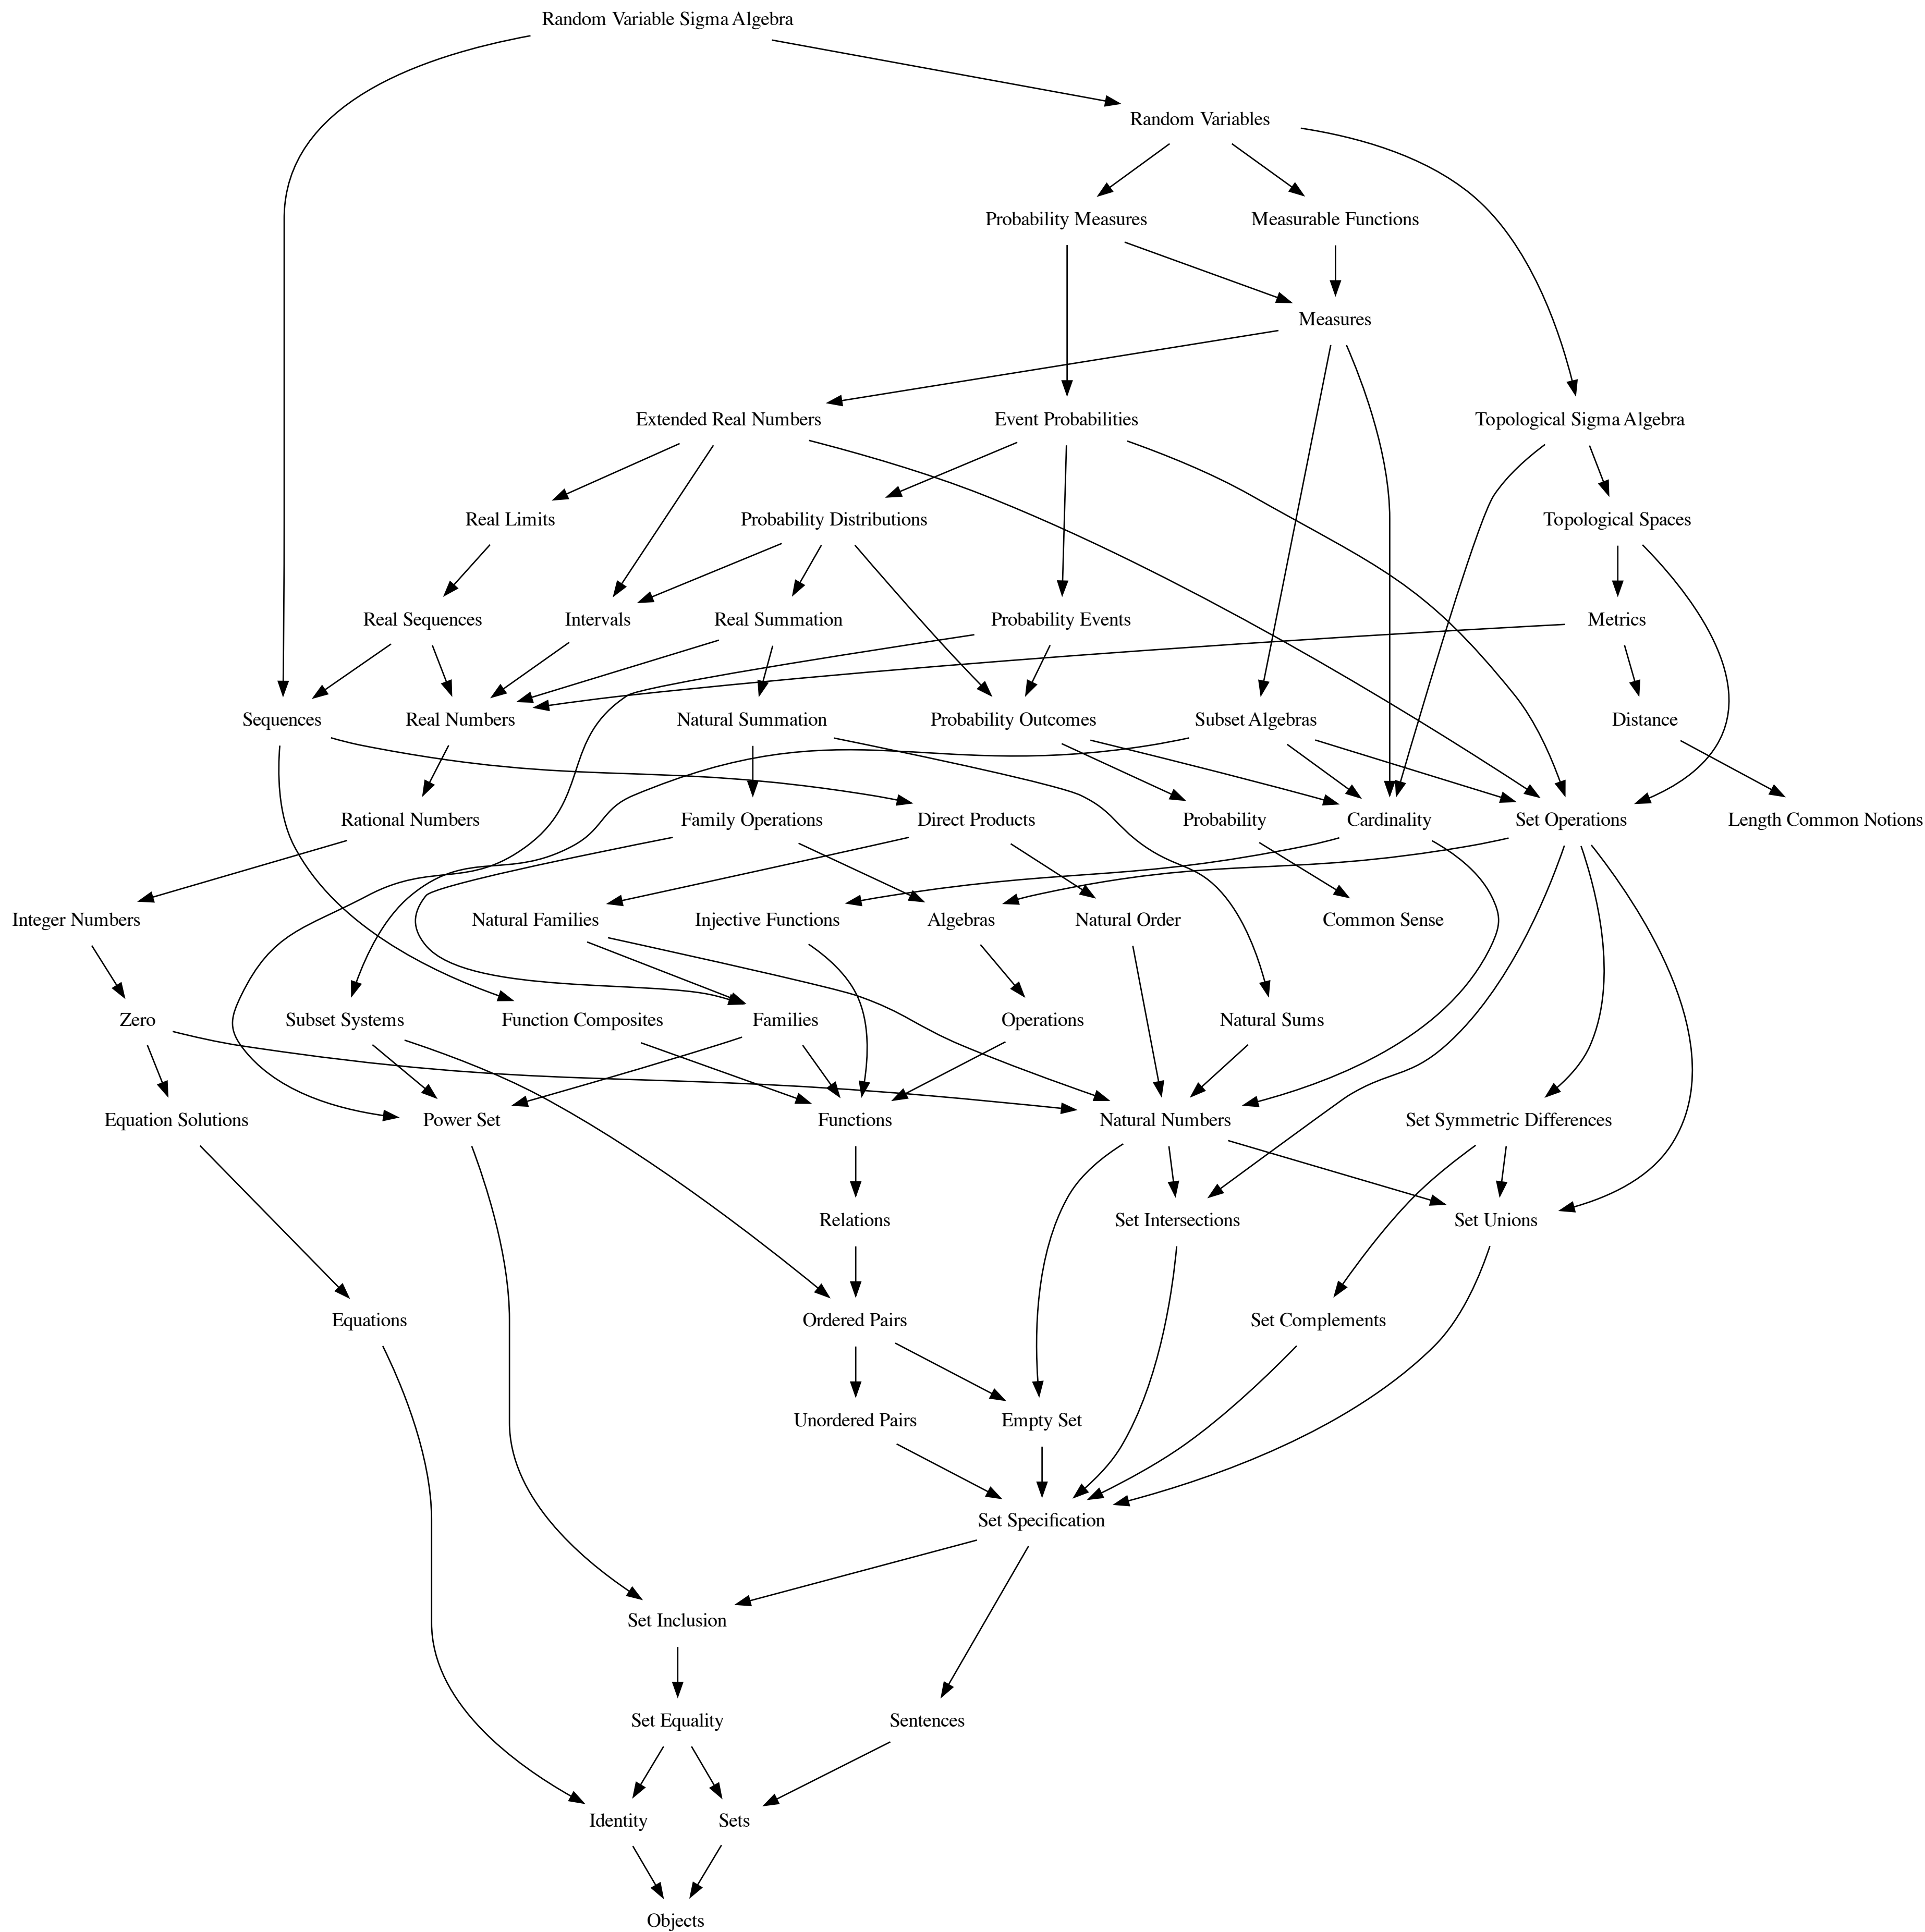 Random Variable Sigma Algebra
Random Variables
Probability Measures
Measurable Functions
Measures
Extended Real Numbers
Event Probabilities
Topological Sigma Algebra
Real Limits
Probability Distributions
Topological Spaces
Real Sequences
Intervals
Real Summation
Probability Events
Metrics
Sequences
Real Numbers
Natural Summation
Probability Outcomes
Subset Algebras
Distance
Rational Numbers
Family Operations
Direct Products
Probability
Cardinality
Set Operations
Length Common Notions
Integer Numbers
Natural Families
Injective Functions
Algebras
Natural Order
Common Sense
Zero
Subset Systems
Function Composites
Families
Operations
Natural Sums
Equation Solutions
Power Set
Functions
Natural Numbers
Set Symmetric Differences
Relations
Set Intersections
Set Unions
Equations
Ordered Pairs
Set Complements
Unordered Pairs
Empty Set
Set Specification
Set Inclusion
Set Equality
Sentences
Identity
Sets
Objects